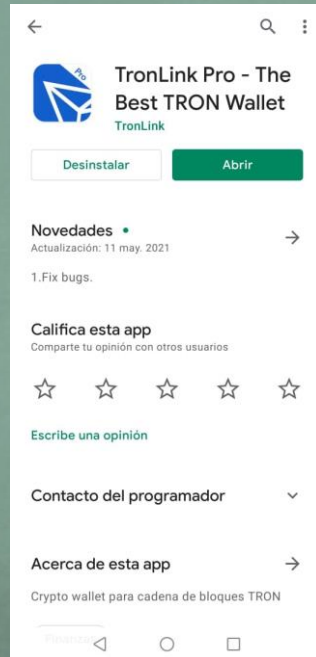 Pro
TronLink Pro - The
Best TRON Wallet
TronLink
Desinstalar
Abrir
Novedades •
Actualización: 11 may. 2021
1.Fix bugs.
Califica esta app
Comparte tu opinión con otros usuarios
Escribe una opinión
Contacto del programador
Acerca de esta app
Crypto wallet para cadena de bloques TRON